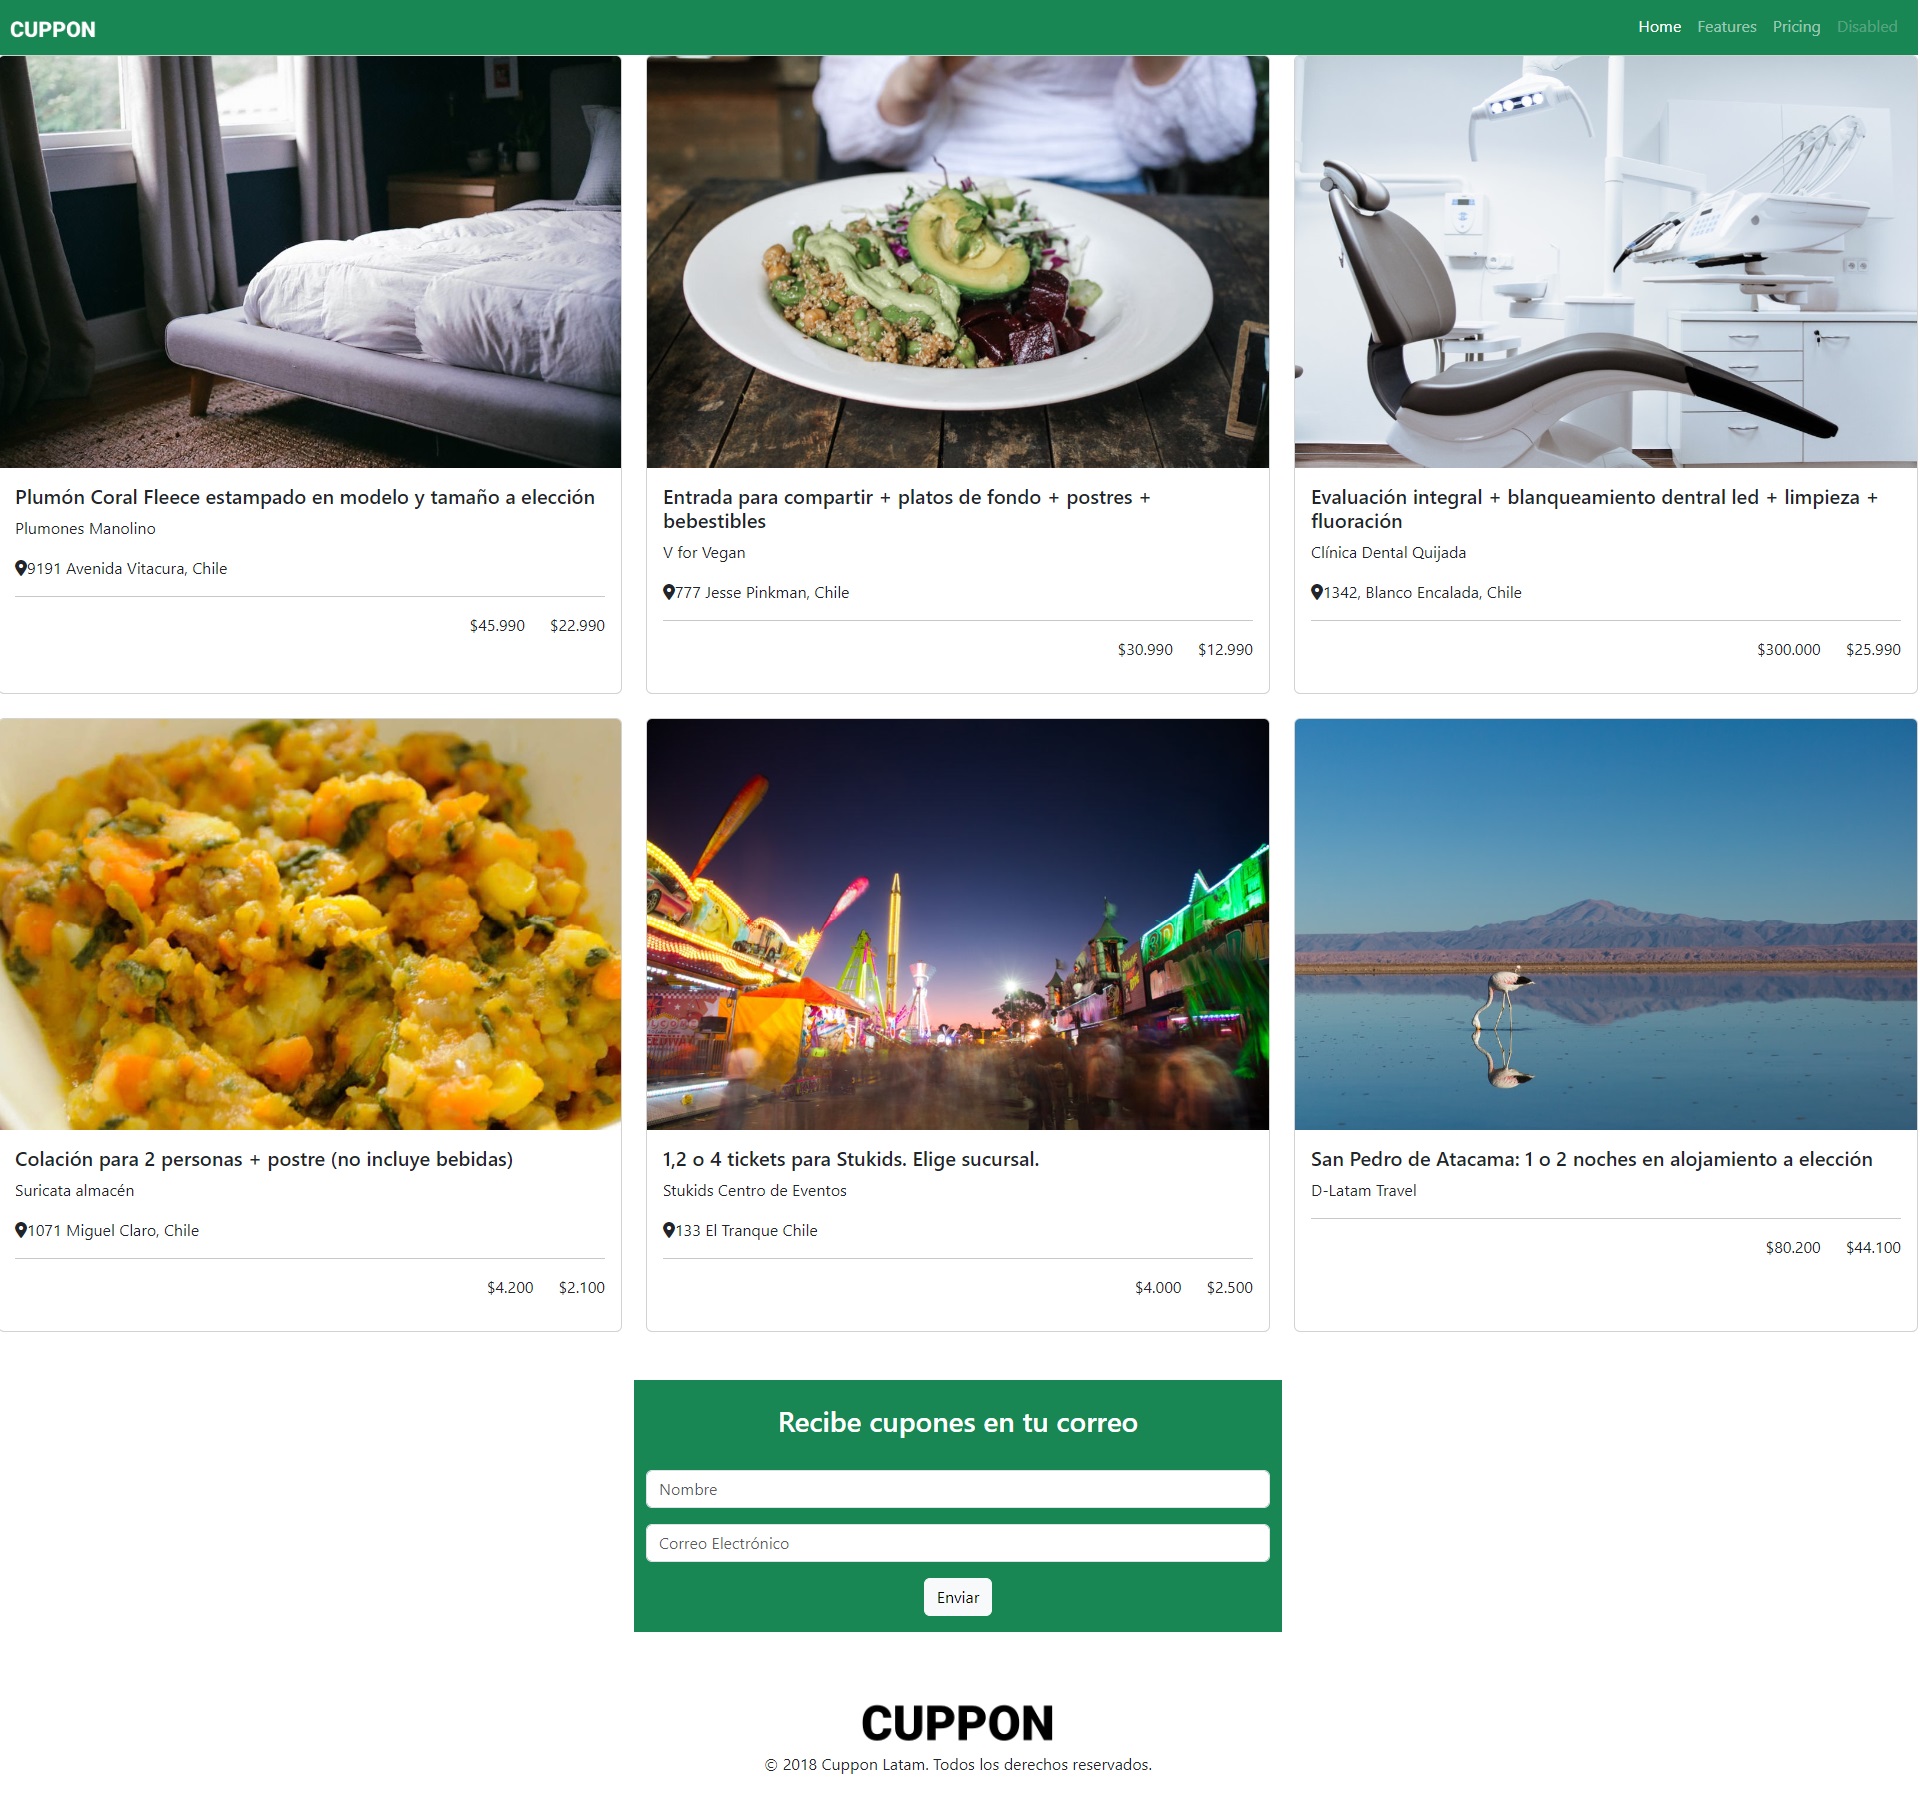 CUPPON
Home Features Pricing Disabled
Plumón Coral Fleece estampado en modelo y tamaño a elección
Plumones Manolino
9191 Avenida Vitacura, Chile
$45.990 $22.990
Entrada para compartir + platos de fondo + postres +
bebestibles
V for Vegan
777 Jesse Pinkman, Chile
$30.990 $12.990
Evaluación integral + blanqueamiento dentral led + limpieza +
fluoración
Clínica Dental Quijada
1342, Blanco Encalada, Chile
$300.000 $25.990
Colación para 2 personas + postre (no incluye bebidas)
Suricata almacén
1071 Miguel Claro, Chile
$4.200 $2.100
1,2 o 4 tickets para Stukids. Elige sucursal.
Stukids Centro de Eventos
133 El Tranque Chile
$4.000 $2.500
San Pedro de Atacama: 1 o 2 noches en alojamiento a elección
D-Latam Travel
$80.200 $44.100
Recibe cupones en tu correo
Nombre
Correo Electrónico
Enviar
CUPPON
© 2018 Cuppon Latam. Todos los derechos reservados.